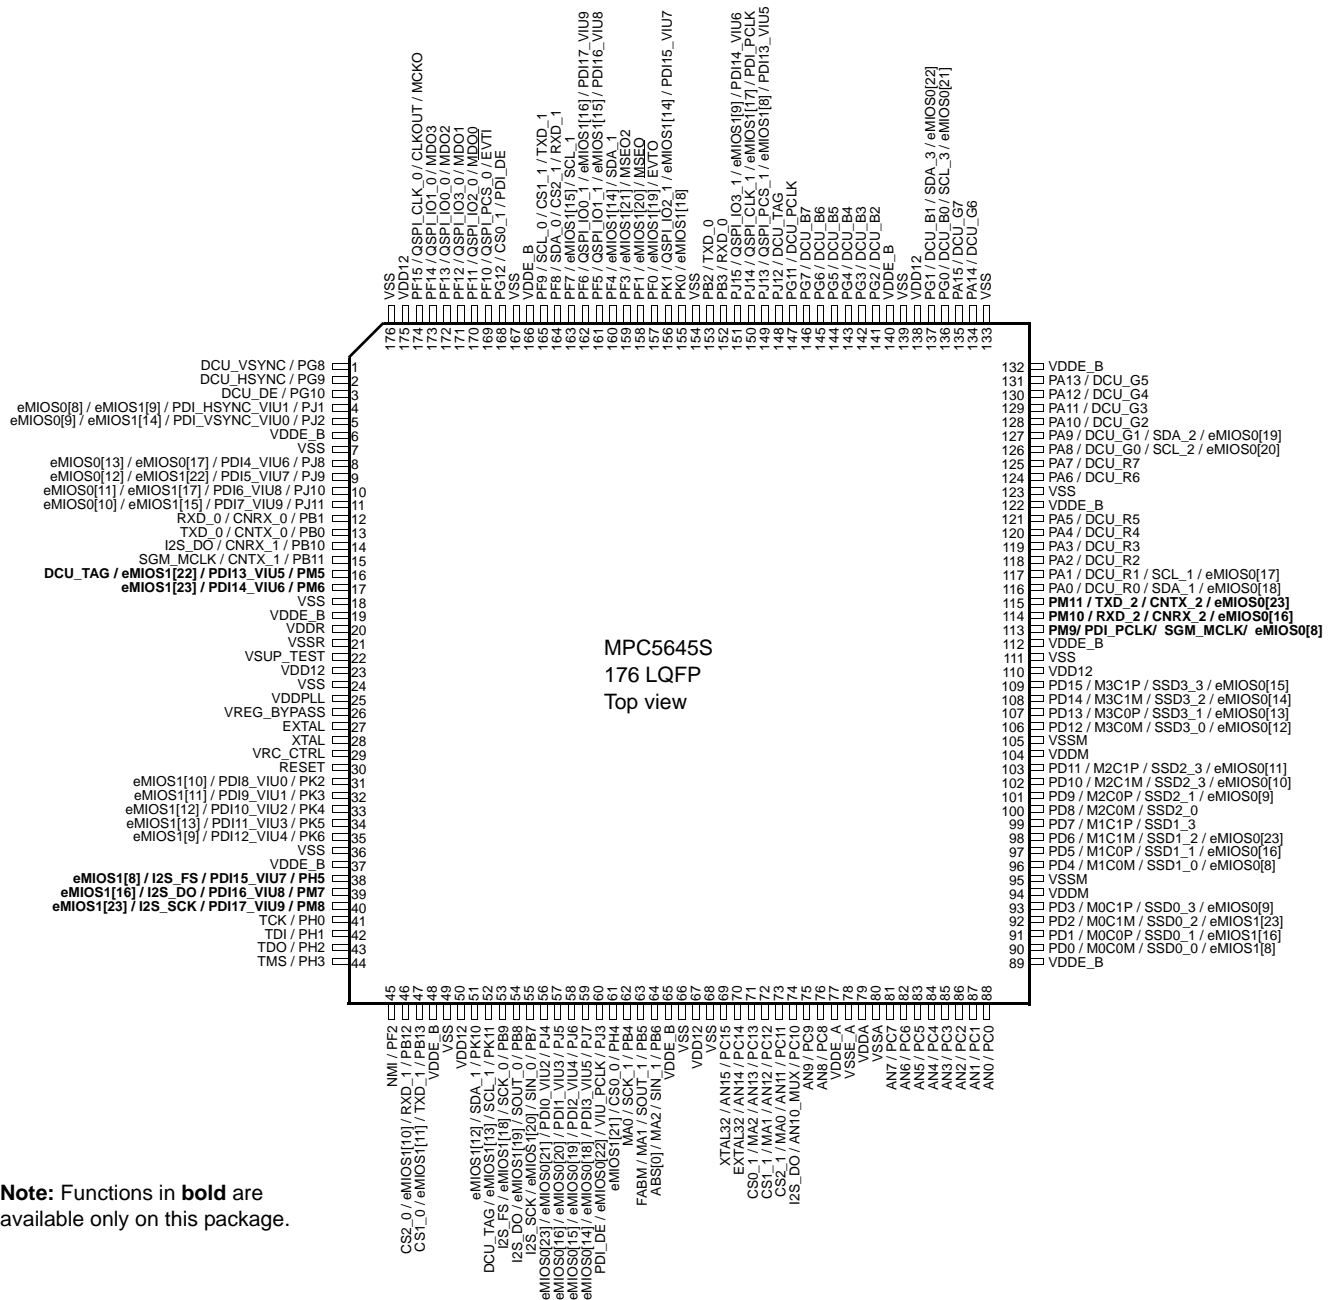 VSS
VDD12
PF15 / QSPI_CLK_0 / CLKOUT / MCKO
PF14 / QSPI_IO1_0 / MDO3
PF13 / QSPI_IO0_0 / MDO2
PF12 / QSPI_IO3_0 / MDO1
PF11 / QSPI_IO2_0 / MDO0
PF10 / QSPI_PCS_0 / EVTI
PG12 / CS0_1 / PDI_DE
VSS
VDDE_B
PF9 / SCL_0 / CS1_1 / TXD_1
PF8 / SDA_0 / CS2_1 / RXD_1
PF7 / eMIOS1[15] / SCL_1
PF6 / QSPI_IO0_1 / eMIOS1[16] / PDI17_VIU9
PF5 / QSPI_IO1_1 / eMIOS1[15] / PDI16_VIU8
PF4 / eMIOS1[14] / SDA_1
PF3 / eMIOS1[21] / MSEO2
PF1 / eMIOS1[20] / MSEO
PF0 / eMIOS1[19] / EVTO
PK1 / QSPI_IO2_1 / eMIOS1[14] / PDI15_VIU7
PK0 / eMIOS1[18]
VSS
PB2 / TXD_0
PB3 / RXD_0
PJ15 / QSPI_IO3_1 / eMIOS1[9] / PDI14_VIU6
PJ14 / QSPI_CLK_1 / eMIOS1[17] / PDI_PCLK
PJ13 / QSPI_PCS_1 / eMIOS1[8] / PDI13_VIU5
PJ12 / DCU_TAG
PG11 / DCU_PCLK
PG7 / DCU_B7
PG6 / DCU_B6
PG5 / DCU_B5
PG4 / DCU_B4
PG3 / DCU_B3
PG2 / DCU_B2
VDDE_B
VSS
VDD12
PG1 / DCU_B1 / SDA_3 / eMIOS0[22]
PG0 / DCU_B0 / SCL_3 / eMIOS0[21]
PA15 / DCU_G7
PA14 / DCU_G6
VSS
176 175 174 173 172 171 170 169 168 167 166 165 164 163 162 161 160 159 158 157 156 155 154 153 152 151 150 149 148 147 146 145 144 143 142 141 140 139 138 137 136 135 134 133
DCU_VSYNC / PG8 1
DCU_HSYNC / PG9 2
DCU_DE / PG10 3
eMIOS0[8] / eMIOS1[9] / PDI_HSYNC_VIU1 / PJ1 4
eMIOS0[9] / eMIOS1[14] / PDI_VSYNC_VIU0 / PJ2 5
VDDE_B 6
VSS 7
eMIOS0[13] / eMIOS0[17] / PDI4_VIU6 / PJ8 8
eMIOS0[12] / eMIOS1[22] / PDI5_VIU7 / PJ9 9
eMIOS0[11] / eMIOS1[17] / PDI6_VIU8 / PJ10 10
eMIOS0[10] / eMIOS1[15] / PDI7_VIU9 / PJ11 11
RXD_0 / CNRX_0 / PB1 12
TXD_0 / CNTX_0 / PB0 13
I2S_DO / CNRX_1 / PB10 14
SGM_MCLK / CNTX_1 / PB11 15
DCU_TAG / eMIOS1[22] / PDI13_VIU5 / PM5 16
eMIOS1[23] / PDI14_VIU6 / PM6 17
VSS 18
VDDE_B 19
VDDR 20
VSSR 21
VSUP_TEST 22
VDD12 23
VSS 24
VDDPLL 25
VREG_BYPASS 26
EXTAL 27
XTAL 28
VRC_CTRL 29
RESET 30
eMIOS1[10] / PDI8_VIU0 / PK2 31
eMIOS1[11] / PDI9_VIU1 / PK3 32
eMIOS1[12] / PDI10_VIU2 / PK4 33
eMIOS1[13] / PDI11_VIU3 / PK5 34
eMIOS1[9] / PDI12_VIU4 / PK6 35
VSS 36
VDDE_B 37
eMIOS1[8] / I2S_FS / PDI15_VIU7 / PH5 38
eMIOS1[16] / I2S_DO / PDI16_VIU8 / PM7 39
eMIOS1[23] / I2S_SCK / PDI17_VIU9 / PM8 40
TCK / PH0 41
TDI / PH1 42
TDO / PH2 43
TMS / PH3 44
MPC5645S
176 LQFP
Top view
132 VDDE_B
131 PA13 / DCU_G5
130 PA12 / DCU_G4
129 PA11 / DCU_G3
128 PA10 / DCU_G2
127 PA9 / DCU_G1 / SDA_2 / eMIOS0[19]
126 PA8 / DCU_G0 / SCL_2 / eMIOS0[20]
125 PA7 / DCU_R7
124 PA6 / DCU_R6
123 VSS
122 VDDE_B
121 PA5 / DCU_R5
120 PA4 / DCU_R4
119 PA3 / DCU_R3
118 PA2 / DCU_R2
117 PA1 / DCU_R1 / SCL_1 / eMIOS0[17]
116 PA0 / DCU_R0 / SDA_1 / eMIOS0[18]
115 PM11 / TXD_2 / CNTX_2 / eMIOS0[23]
114 PM10 / RXD_2 / CNRX_2 / eMIOS0[16]
113 PM9/ PDI_PCLK/ SGM_MCLK/ eMIOS0[8]
112 VDDE_B
111 VSS
110 VDD12
109 PD15 / M3C1P / SSD3_3 / eMIOS0[15]
108 PD14 / M3C1M / SSD3_2 / eMIOS0[14]
107 PD13 / M3C0P / SSD3_1 / eMIOS0[13]
106 PD12 / M3C0M / SSD3_0 / eMIOS0[12]
105 VSSM
104 VDDM
103 PD11 / M2C1P / SSD2_3 / eMIOS0[11]
102 PD10 / M2C1M / SSD2_3 / eMIOS0[10]
101 PD9 / M2C0P / SSD2_1 / eMIOS0[9]
100 PD8 / M2C0M / SSD2_0
99 PD7 / M1C1P / SSD1_3
98 PD6 / M1C1M / SSD1_2 / eMIOS0[23]
97 PD5 / M1C0P / SSD1_1 / eMIOS0[16]
96 PD4 / M1C0M / SSD1_0 / eMIOS0[8]
95 VSSM
94 VDDM
93 PD3 / M0C1P / SSD0_3 / eMIOS0[9]
92 PD2 / M0C1M / SSD0_2 / eMIOS1[23]
91 PD1 / M0C0P / SSD0_1 / eMIOS1[16]
90 PD0 / M0C0M / SSD0_0 / eMIOS1[8]
89 VDDE_B
45 46 47 48 49 50 51 52 53 54 55 56 57 58 59 60 61 62 63 64 65 66 67 68 69 70 71 72 73 74 75 76 77 78 79 80 81 82 83 84 85 86 87 88
NMI / PF2
CS2_0 / eMIOS1[10] / RXD_1 / PB12
CS1_0 / eMIOS1[11] / TXD_1 / PB13
VDDE_B
VSS
VDD12
eMIOS1[12] / SDA_1 / PK10
DCU_TAG / eMIOS1[13] / SCL_1 / PK11
I2S_FS / eMIOS1[18] / SCK_0 / PB9
I2S_DO / eMIOS1[19] / SOUT_0 / PB8
I2S_SCK / eMIOS1[20] / SIN_0 / PB7
eMIOS0[23] / eMIOS0[21] / PDI0_VIU2 / PJ4
eMIOS0[16] / eMIOS0[20] / PDI1_VIU3 / PJ5
eMIOS0[15] / eMIOS0[19] / PDI2_VIU4 / PJ6
eMIOS0[14] / eMIOS0[18] / PDI3_VIU5 / PJ7
PDI_DE / eMIOS0[22] / VIU_PCLK / PJ3
eMIOS1[21] / CS0_0 / PH4
MA0 / SCK_1 / PB4
FABM / MA1 / SOUT_1 / PB5
ABS[0] / MA2 / SIN_1 / PB6
VDDE_B
VSS
VDD12
VSS
XTAL32 / AN15 / PC15
EXTAL32 / AN14 / PC14
CS0_1 / MA2 / AN13 / PC13
CS1_1 / MA1 / AN12 / PC12
CS2_1 / MA0 / AN11 / PC11
I2S_DO / AN10_MUX / PC10
AN9 / PC9
AN8 / PC8
VDDE_A
VSSE_A
VDDA
VSSA
AN7 / PC7
AN6 / PC6
AN5 / PC5
AN4 / PC4
AN3 / PC3
AN2 / PC2
AN1 / PC1
AN0 / PC0
Note: Functions in bold are
available only on this package.